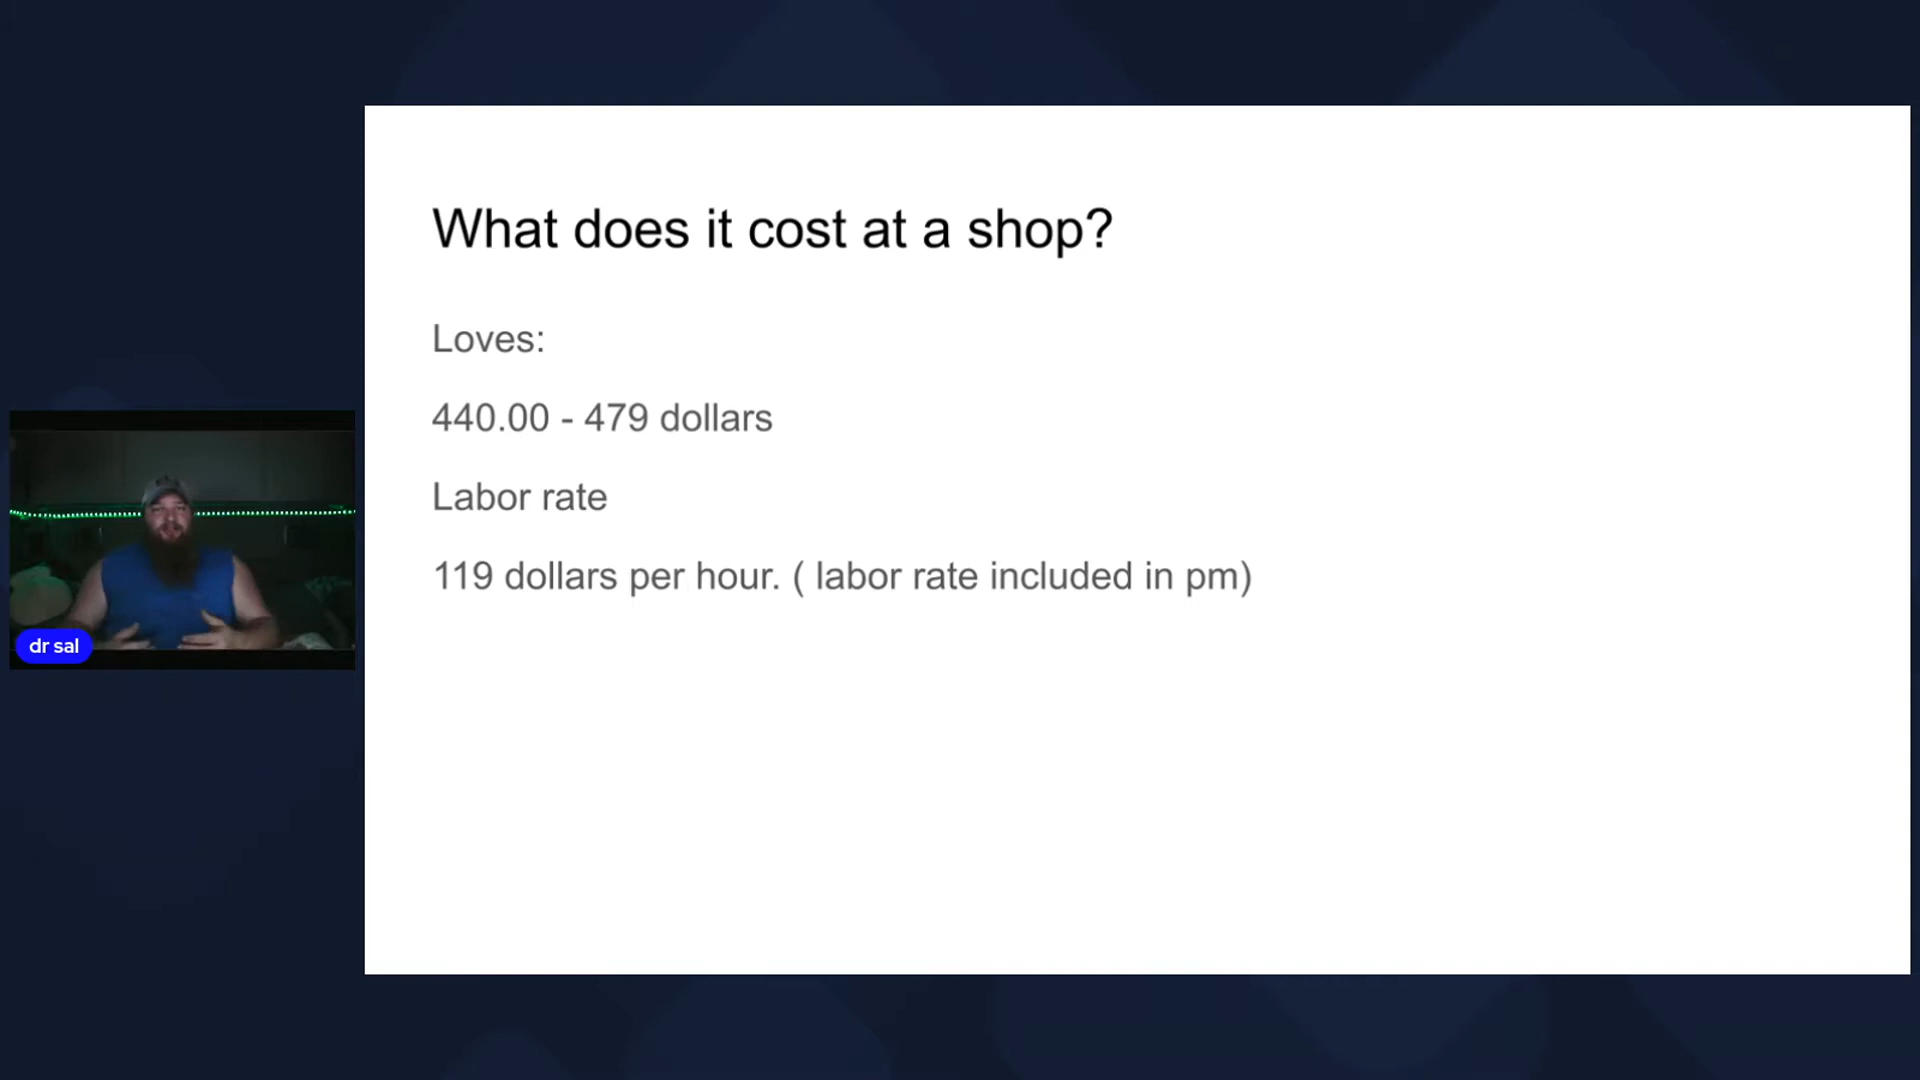 What does it cost at a shop?
Loves:
440.00 - 479 dollars
Labor rate
119 dollars per hour. ( labor rate included in pm)
dr sal